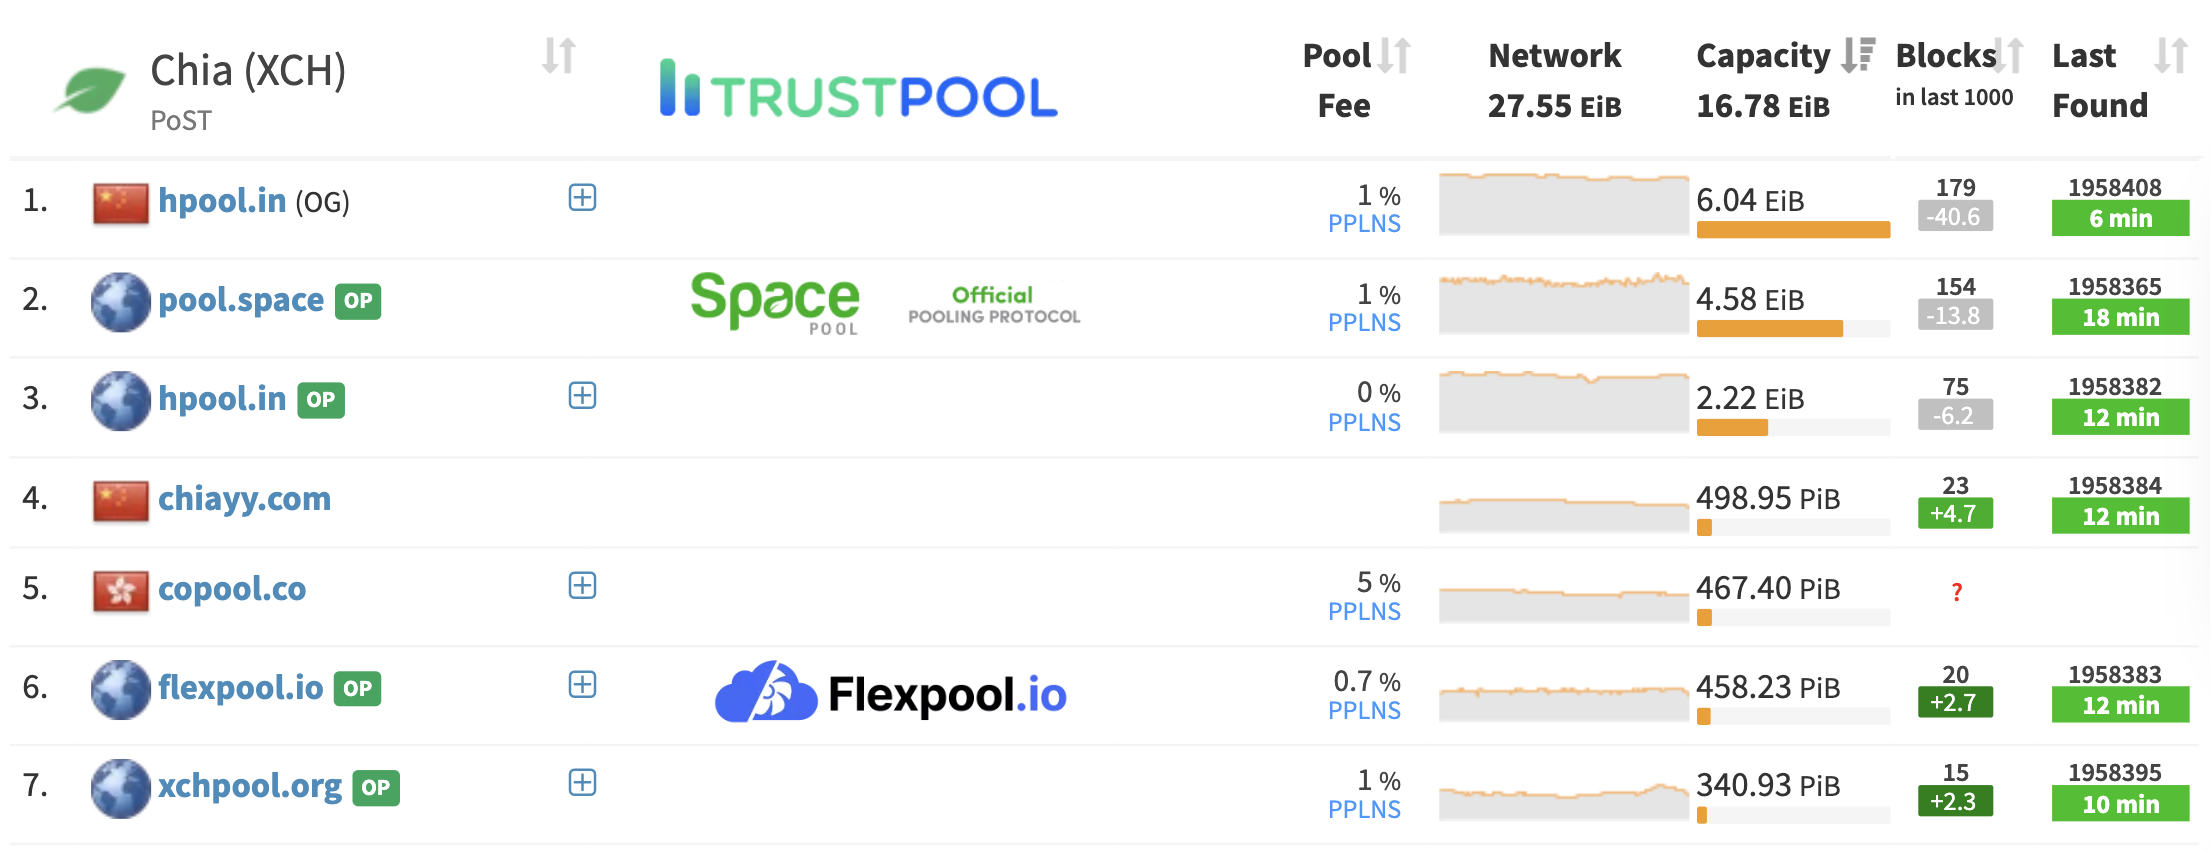 Chia (XCH)
PoST
TRUSTPOOL
Pool Fee
Network 27.55 EiB
Capacity 16.78 EiB
Blocks in last 1000
Last Found
1. hpool.in (OG) 1 % PPLNS 6.04 EiB 179 -40.6 1958408 6 min
2. pool.space OP Space POOL Official POOLING PROTOCOL 1 % PPLNS 4.58 EiB 154 -13.8 1958365 18 min
3. hpool.in OP 0 % PPLNS 2.22 EiB 75 -6.2 1958382 12 min
4. chiayy.com 498.95 PiB 23 +4.7 1958384 12 min
5. copool.co 5 % PPLNS 467.40 PiB ?
6. flexpool.io OP Flexpool.io 0.7 % PPLNS 458.23 PiB 20 +2.7 1958383 12 min
7. xchpool.org OP 1 % PPLNS 340.93 PiB 15 +2.3 1958395 10 min